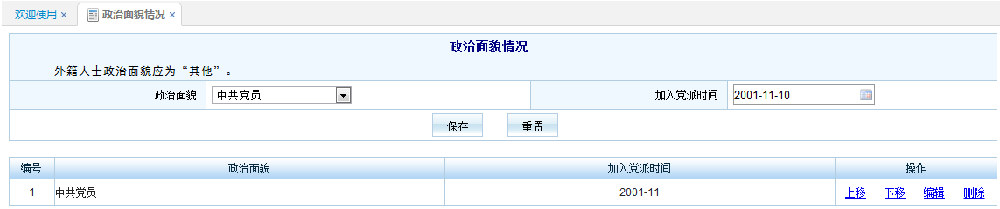 欢迎使用 × 政治面貌情况 ×
政治面貌情况
外籍人士政治面貌应为“其他”。
政治面貌 中共党员 加入党派时间 2001-11-10
保存 重置
编号 政治面貌 加入党派时间 操作
1 中共党员 2001-11 上移 下移 编辑 删除